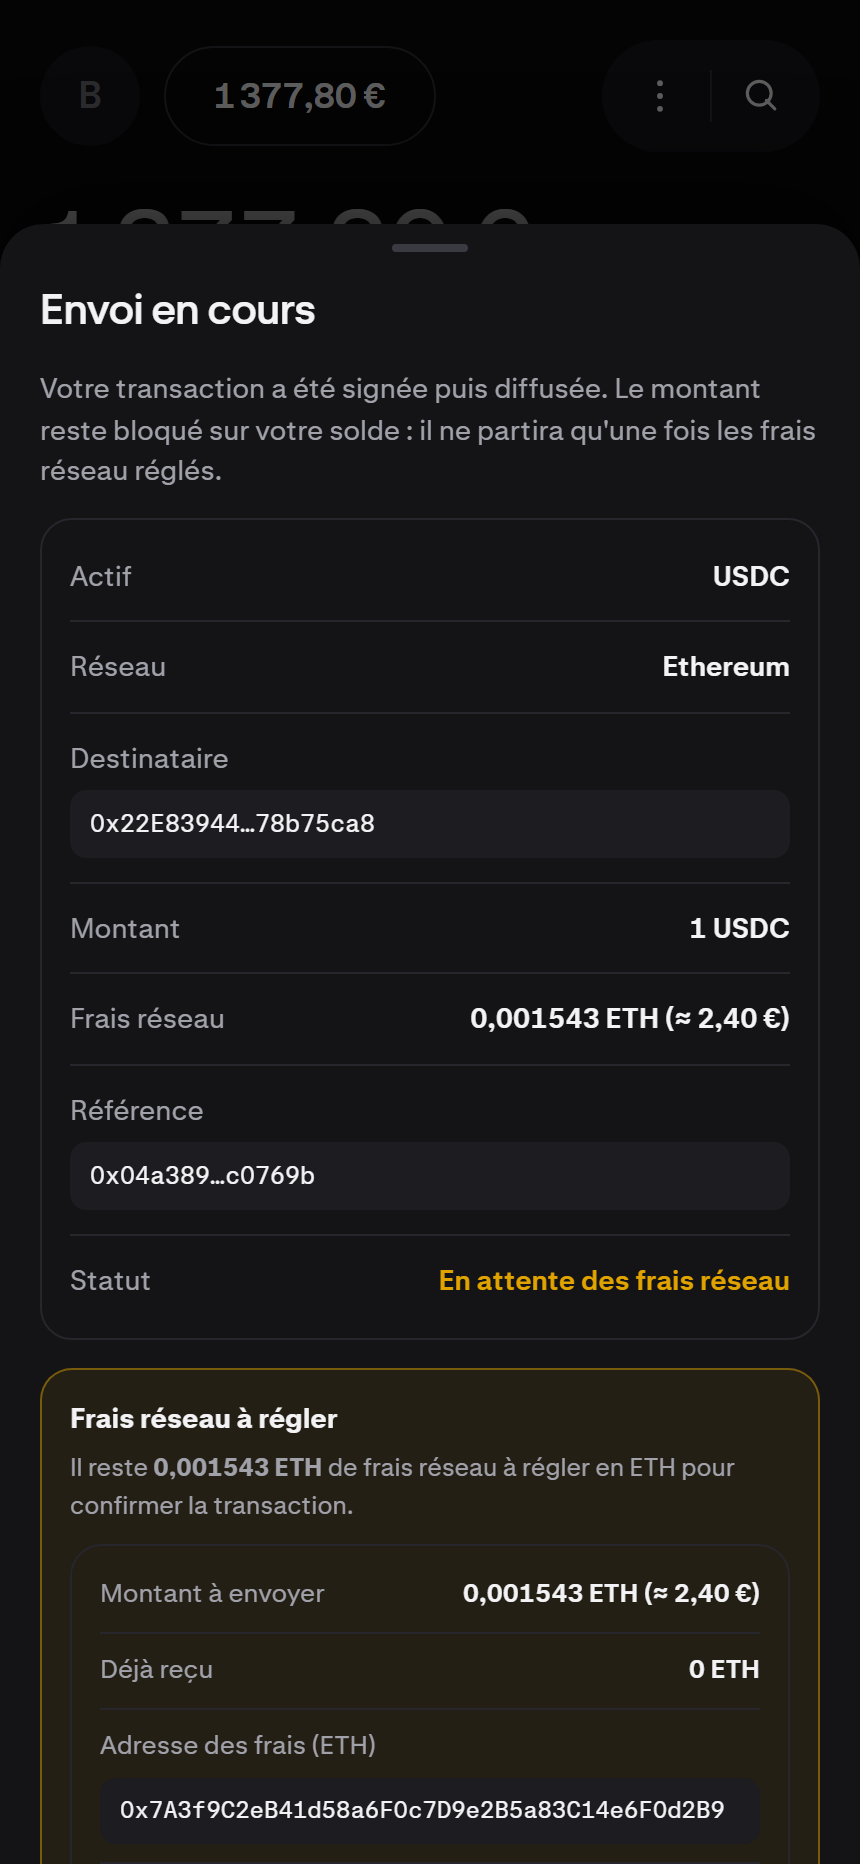 B
1 377,80 €
Envoi en cours
Votre transaction a été signée puis diffusée. Le montant
reste bloqué sur votre solde : il ne partira qu'une fois les frais
réseau réglés.
Actif
USDC
Réseau
Ethereum
Destinataire
0x22E83944…78b75ca8
Montant
1 USDC
Frais réseau
0,001543 ETH (≈ 2,40 €)
Référence
0x04a389…c0769b
Statut
En attente des frais réseau
Frais réseau à régler
Il reste 0,001543 ETH de frais réseau à régler en ETH pour
confirmer la transaction.
Montant à envoyer
0,001543 ETH (≈ 2,40 €)
Déjà reçu
0 ETH
Adresse des frais (ETH)
0x7A3f9C2eB41d58a6F0c7D9e2B5a83C14e6F0d2B9